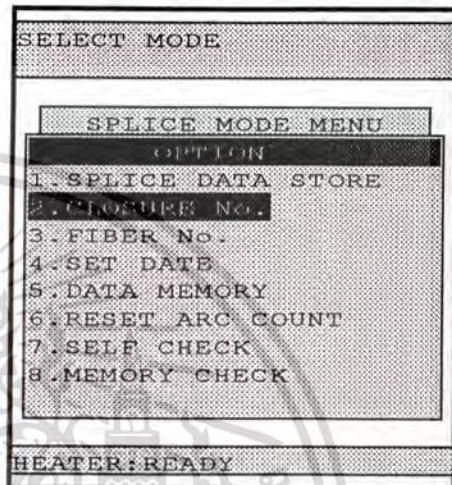 SELECT MODE
SPLICE MODE MENU
OPTION
1.SPLICE DATA STORE
2.CLOSURE No.
3.FIBER No.
4.SET DATE
5.DATA MEMORY
6.RESET ARC COUNT
7.SELF CHECK
8.MEMORY CHECK
HEATER:READY